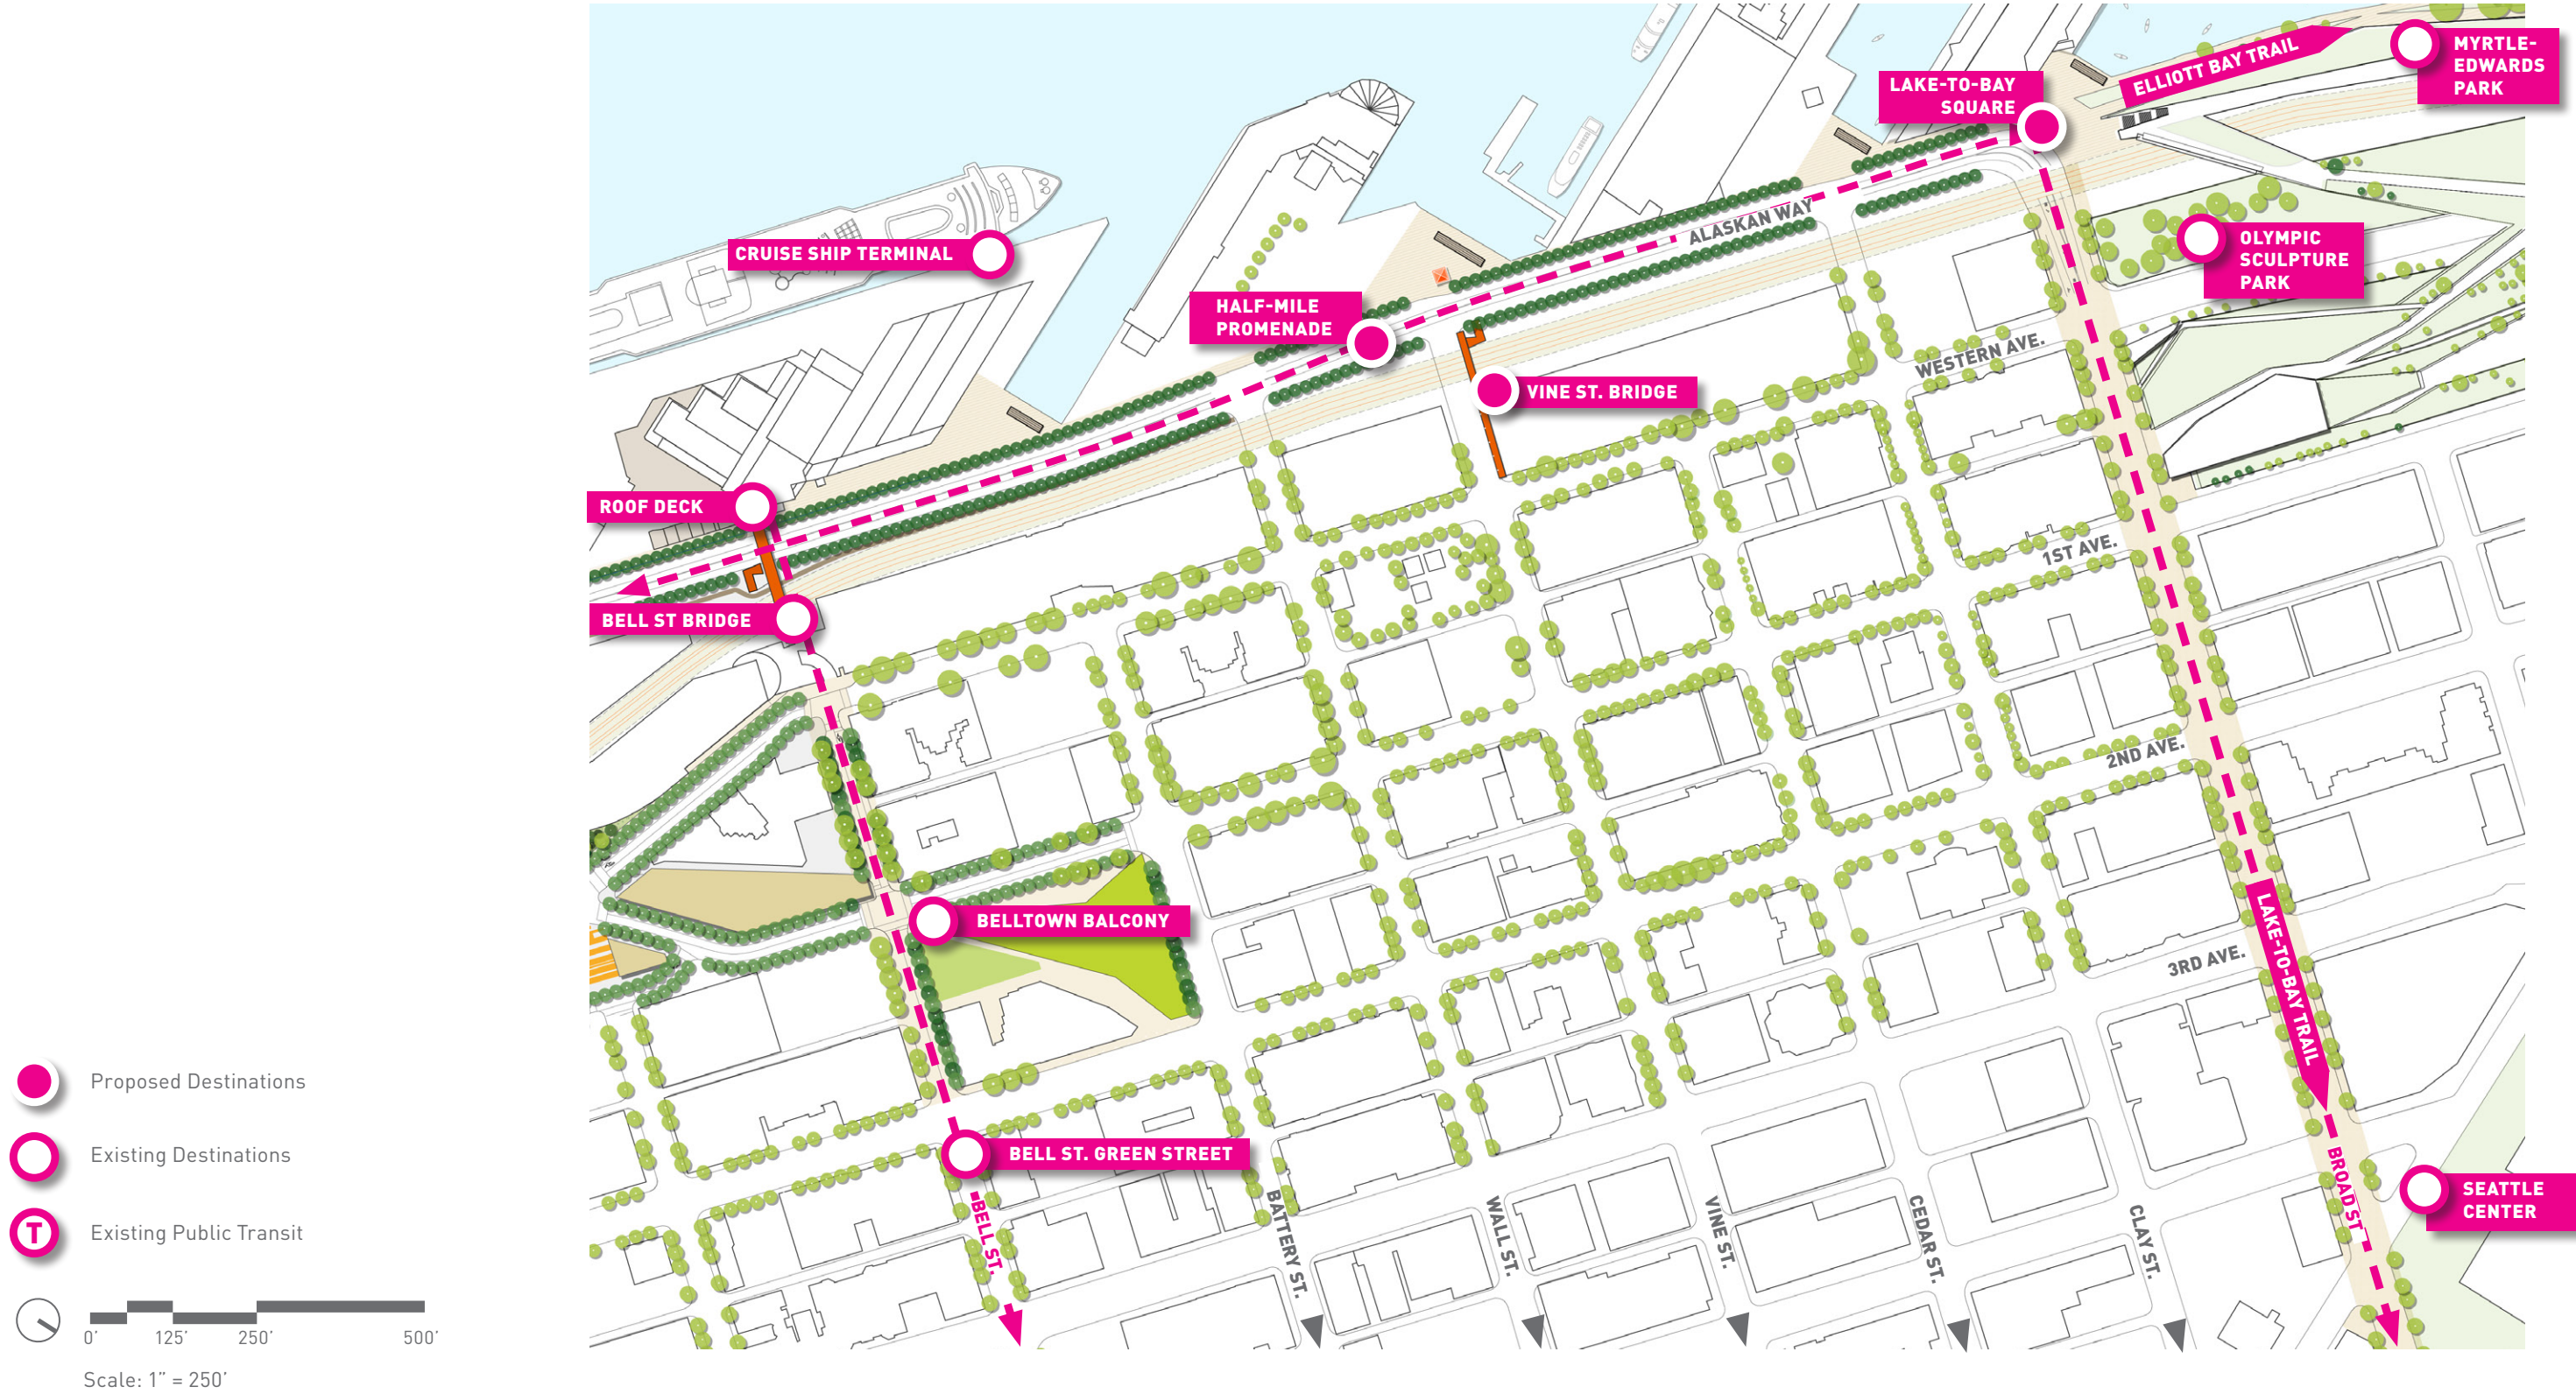 ELLIOTT BAY TRAIL
MYRTLE-
EDWARDS
PARK
LAKE-TO-BAY
SQUARE
ALASKAN WAY
OLYMPIC
SCULPTURE
PARK
CRUISE SHIP TERMINAL
HALF-MILE
PROMENADE
WESTERN AVE.
VINE ST. BRIDGE
ROOF DECK
1ST AVE.
BELL ST BRIDGE
2ND AVE.
BELLTOWN BALCONY
3RD AVE.
LAKE-TO-BAY TRAIL
BELL ST. GREEN STREET
BROAD ST
SEATTLE
CENTER
BELL ST.
BATTERY ST.
WALL ST.
VINE ST.
CEDAR ST.
CLAY ST.
Proposed Destinations
Existing Destinations
T Existing Public Transit
0' 125' 250' 500'
Scale: 1” = 250’